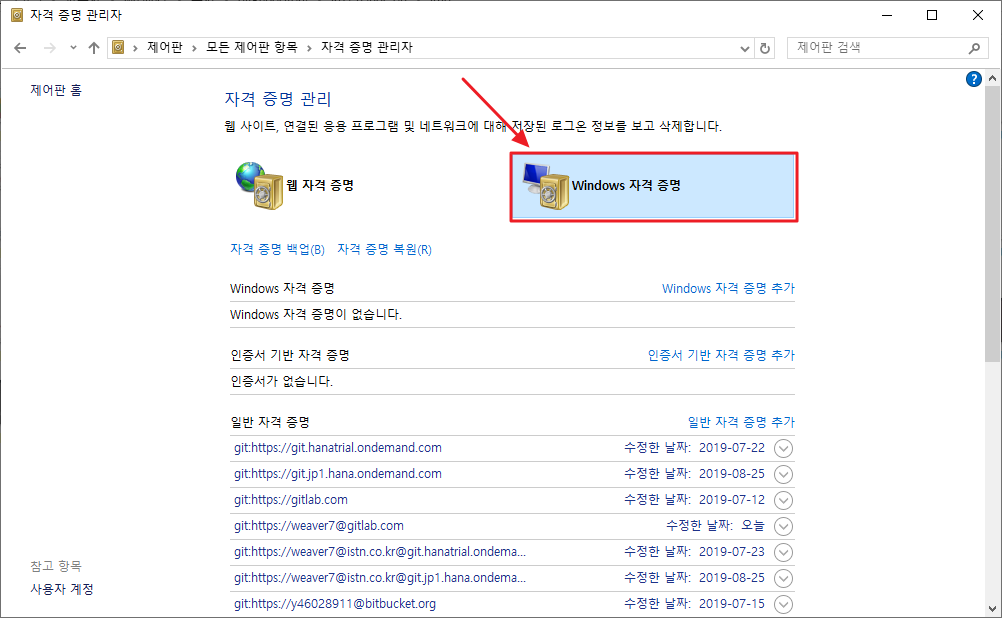 자격 증명 관리자
제어판 › 모든 제어판 항목 › 자격 증명 관리자
제어판 검색
제어판 홈
?
자격 증명 관리
웹 사이트, 연결된 응용 프로그램 및 네트워크에 대해 저장된 로그온 정보를 보고 삭제합니다.
웹 자격 증명
Windows 자격 증명
자격 증명 백업(B) 자격 증명 복원(R)
Windows 자격 증명 Windows 자격 증명 추가
Windows 자격 증명이 없습니다.
인증서 기반 자격 증명 인증서 기반 자격 증명 추가
인증서가 없습니다.
일반 자격 증명 일반 자격 증명 추가
git:https://git.hanatrial.ondemand.com 수정한 날짜: 2019-07-22
git:https://git.jp1.hana.ondemand.com 수정한 날짜: 2019-08-25
git:https://gitlab.com 수정한 날짜: 2019-07-12
git:https://weaver7@gitlab.com 수정한 날짜: 오늘
git:https://weaver7@istn.co.kr@git.hanatrial.ondema... 수정한 날짜: 2019-07-23
git:https://weaver7@istn.co.kr@git.jp1.hana.ondema... 수정한 날짜: 2019-08-25
git:https://y46028911@bitbucket.org 수정한 날짜: 2019-07-15
참고 항목
사용자 계정